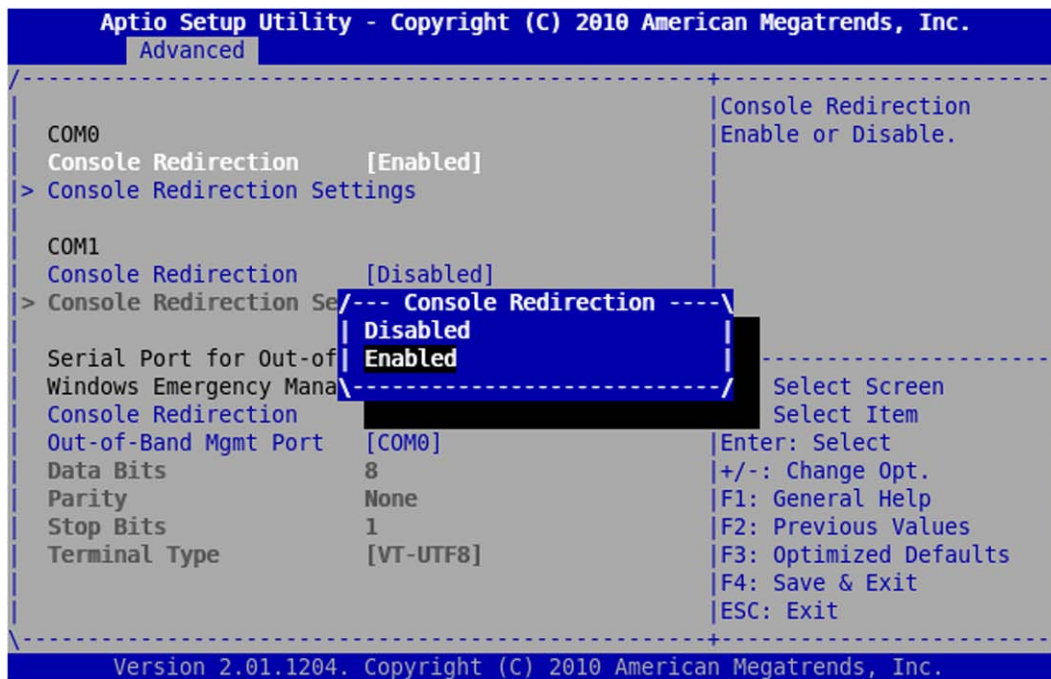 Aptio Setup Utility - Copyright (C) 2010 American Megatrends, Inc.
Advanced
Console Redirection
Enable or Disable.
COM0
Console Redirection [Enabled]
> Console Redirection Settings
COM1
Console Redirection [Disabled]
> Console Redirection Se
/--- Console Redirection ----\
Disabled
Enabled
Serial Port for Out-of
Windows Emergency Mana
Console Redirection
Out-of-Band Mgmt Port [COM0]
Data Bits 8
Parity None
Stop Bits 1
Terminal Type [VT-UTF8]
Select Screen
Select Item
Enter: Select
+/-: Change Opt.
F1: General Help
F2: Previous Values
F3: Optimized Defaults
F4: Save & Exit
ESC: Exit
Version 2.01.1204. Copyright (C) 2010 American Megatrends, Inc.